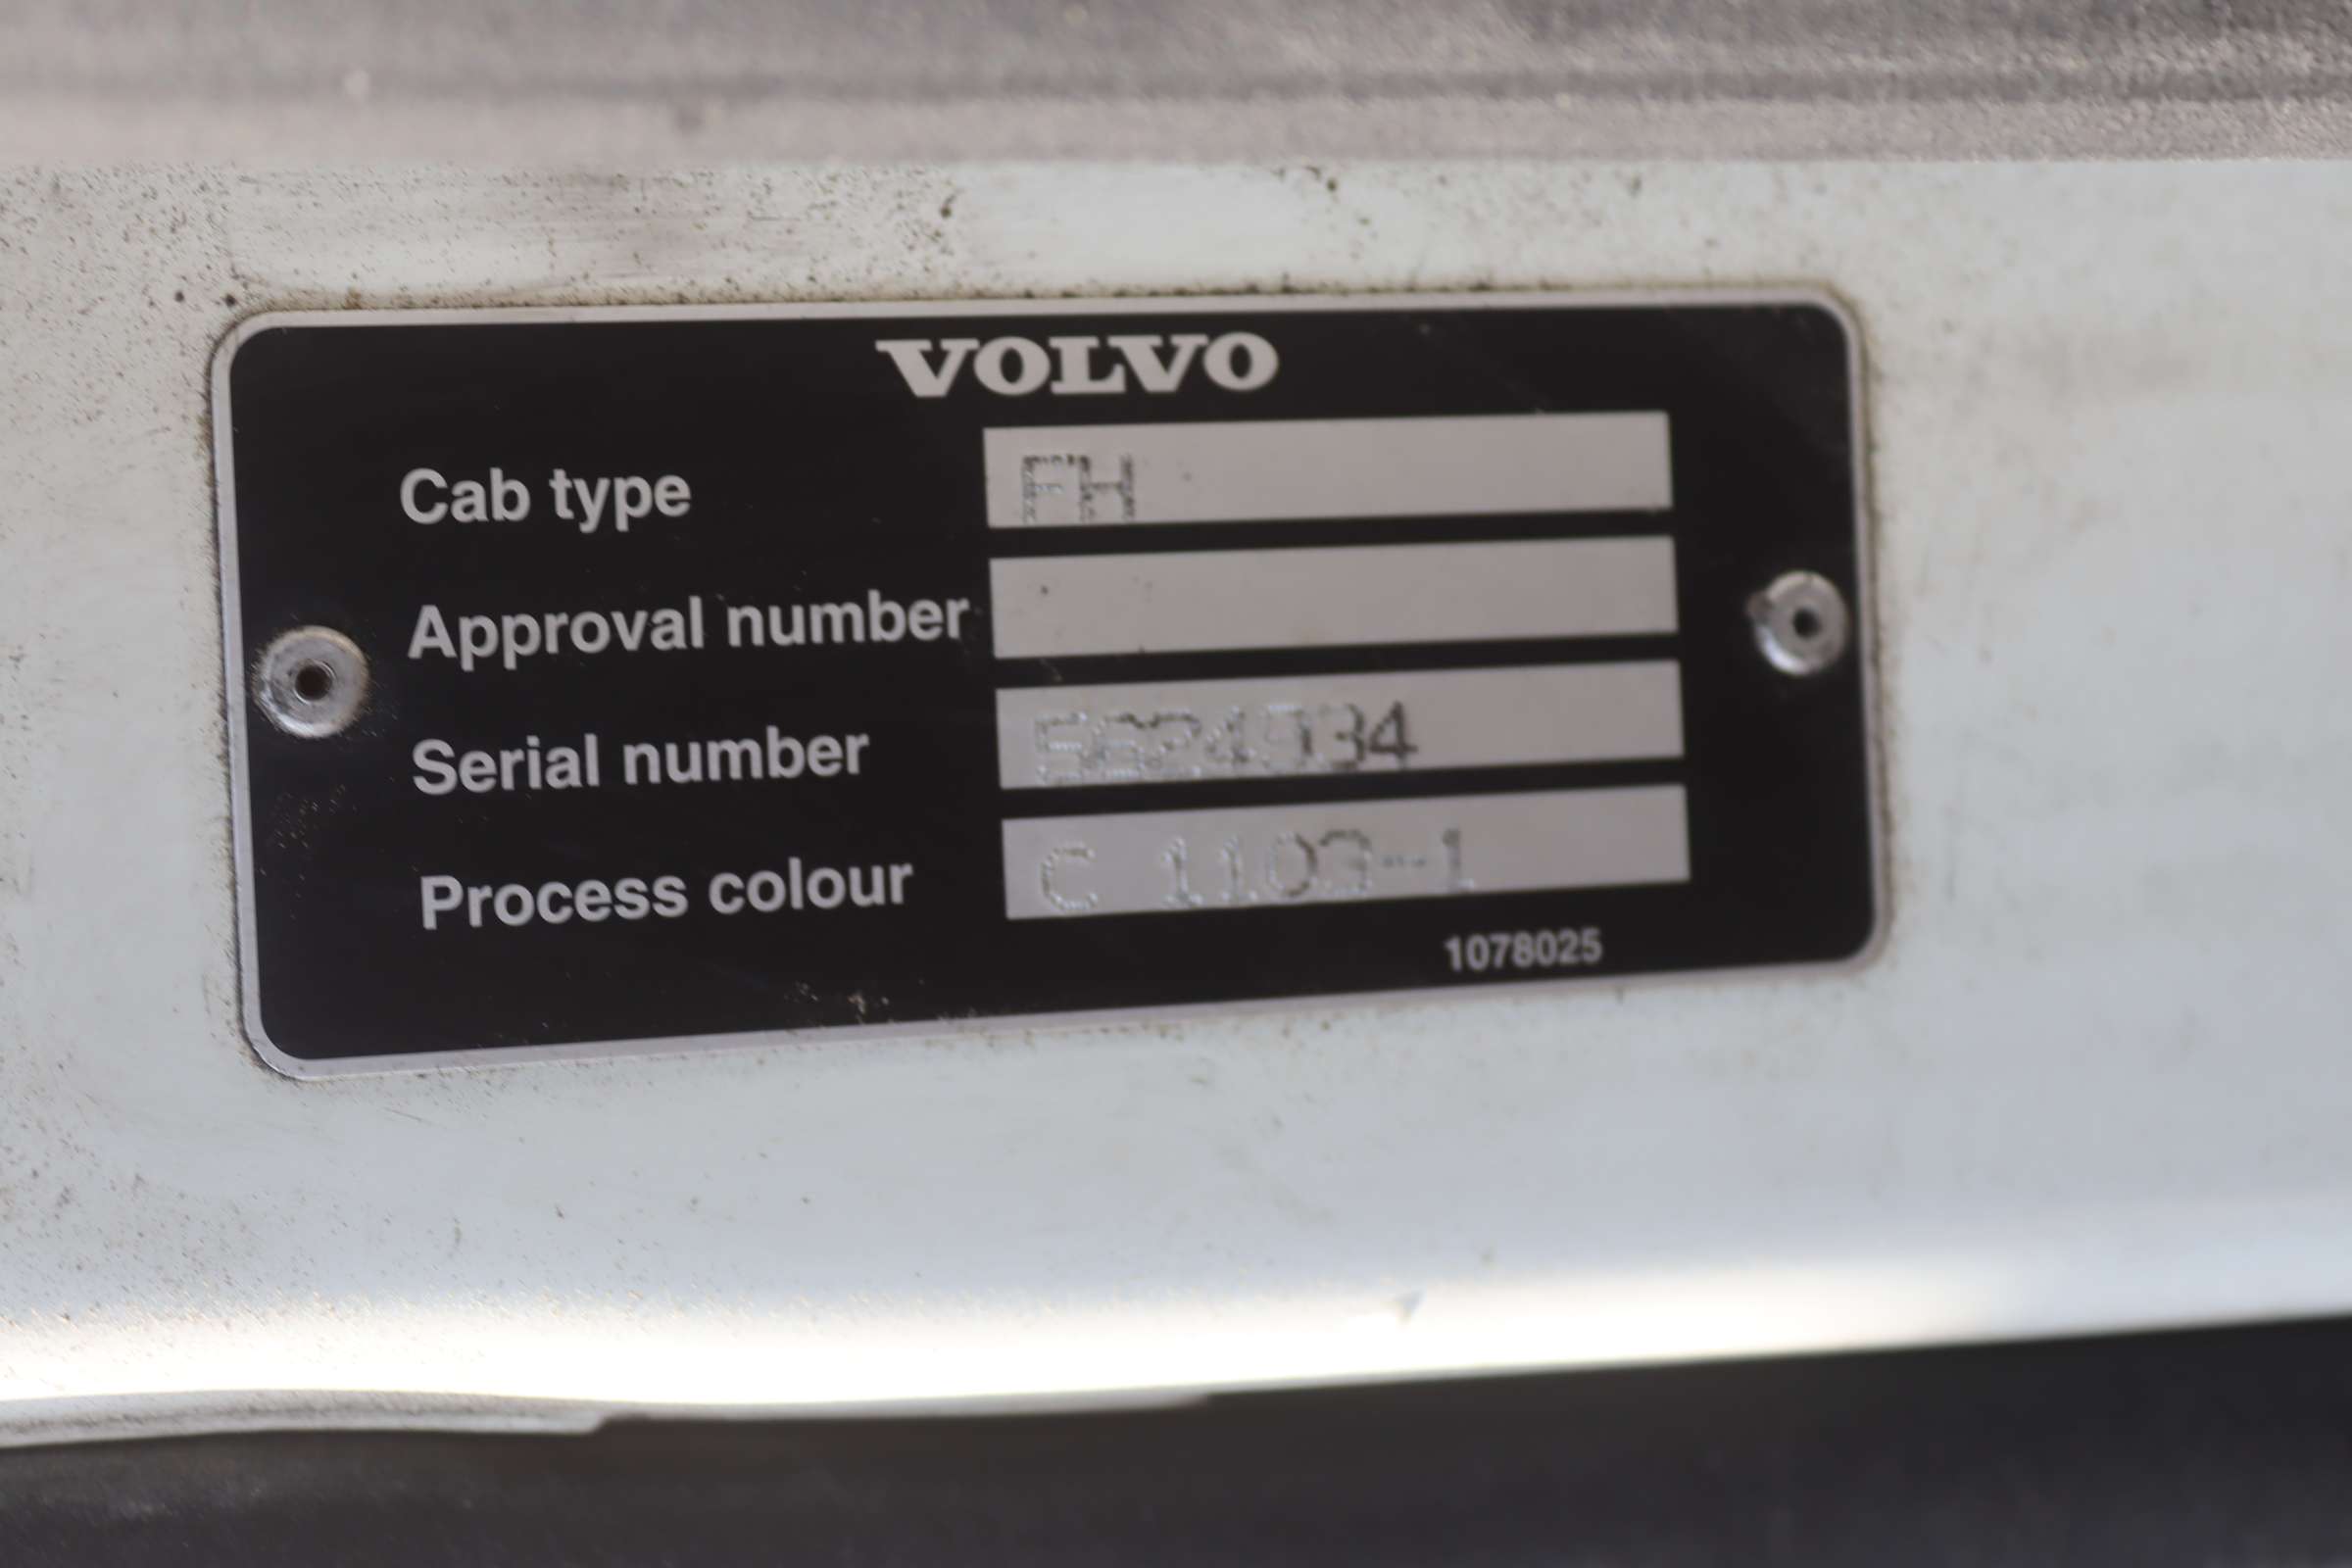 VOLVO
Cab type FH
Approval number
Serial number
Process colour C 1103-1
1078025